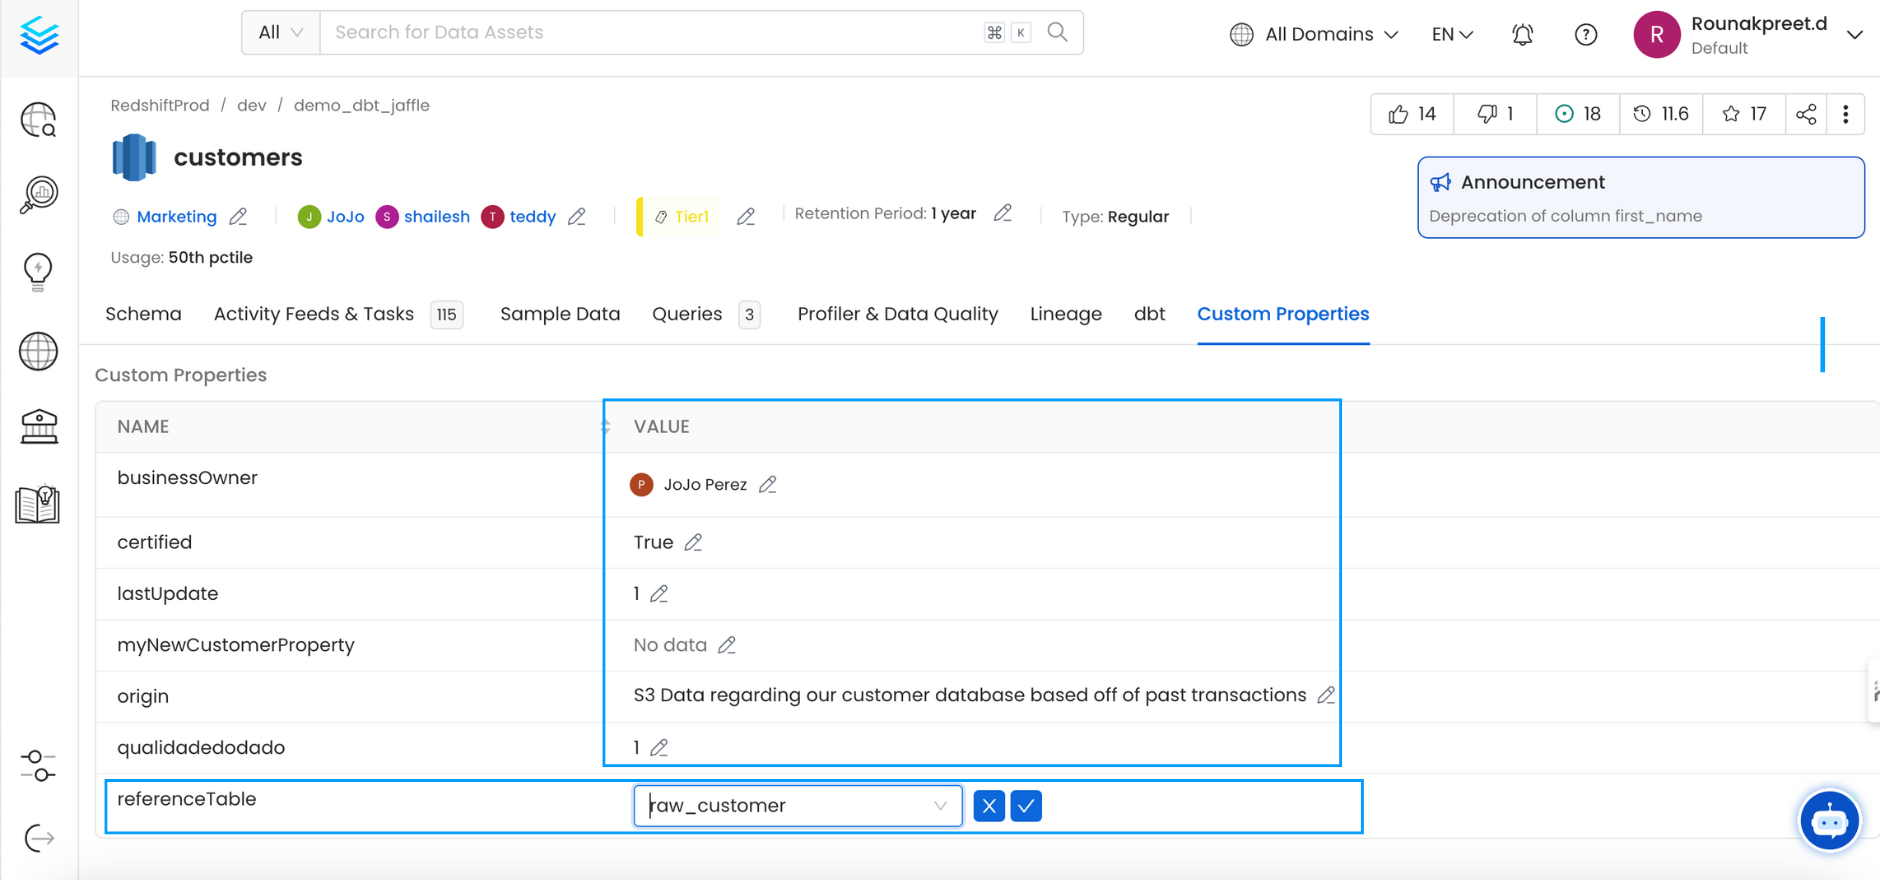 All Search for Data Assets ⌘ K All Domains EN R Rounakpreet.d
Default
RedshiftProd / dev / demo_dbt_jaffle
14 1 18 11.6 17
customers
Announcement
Deprecation of column first_name
Marketing J JoJo S shailesh T teddy Tier1 Retention Period: 1 year Type: Regular
Usage: 50th pctile
Schema Activity Feeds & Tasks 115 Sample Data Queries 3 Profiler & Data Quality Lineage dbt Custom Properties
Custom Properties
NAME VALUE
businessOwner P JoJo Perez
certified True
lastUpdate 1
myNewCustomerProperty No data
origin S3 Data regarding our customer database based off of past transactions
qualidadedodado 1
referenceTable raw_customer